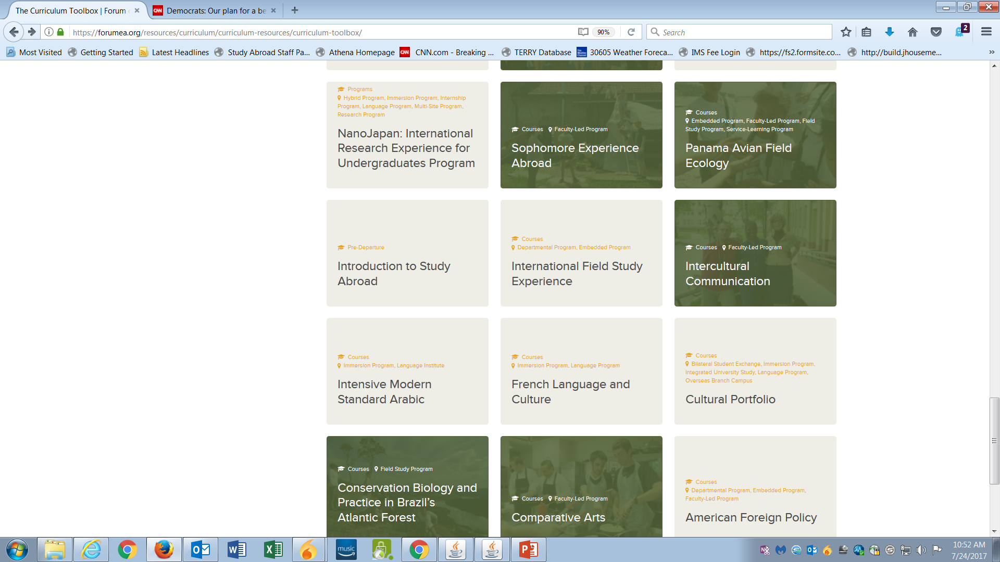 The Curriculum Toolbox | Forum
CNN Democrats: Our plan for a be
https://forumea.org/resources/curriculum/curriculum-resources/curriculum-toolbox/
90%
Search
2
Most Visited
Getting Started
Latest Headlines
Study Abroad Staff Pa...
Athena Homepage
CNN CNN.com - Breaking ...
TERRY Database
30605 Weather Foreca...
IMS Fee Login
https://fs2.formsite.co...
http://build.jhouseme...
Programs
Hybrid Program, Immersion Program, Internship
Program, Language Program, Multi-Site Program,
Research Program
NanoJapan: International
Research Experience for
Undergraduates Program
Courses Faculty-Led Program
Sophomore Experience
Abroad
Courses
Embedded Program, Faculty-Led Program, Field
Study Program, Service-Learning Program
Panama Avian Field
Ecology
Pre-Departure
Introduction to Study
Abroad
Courses
Departmental Program, Embedded Program
International Field Study
Experience
Courses Faculty-Led Program
Intercultural
Communication
Courses
Immersion Program, Language Institute
Intensive Modern
Standard Arabic
Courses
Immersion Program, Language Program
French Language and
Culture
Courses
Bilateral Student Exchange, Immersion Program,
Integrated University Study, Language Program,
Overseas Branch Campus
Cultural Portfolio
Courses Field Study Program
Conservation Biology and
Practice in Brazil’s
Atlantic Forest
Courses Faculty-Led Program
Comparative Arts
Courses
Departmental Program, Embedded Program,
Faculty-Led Program
American Foreign Policy
music
10:52 AM
7/24/2017